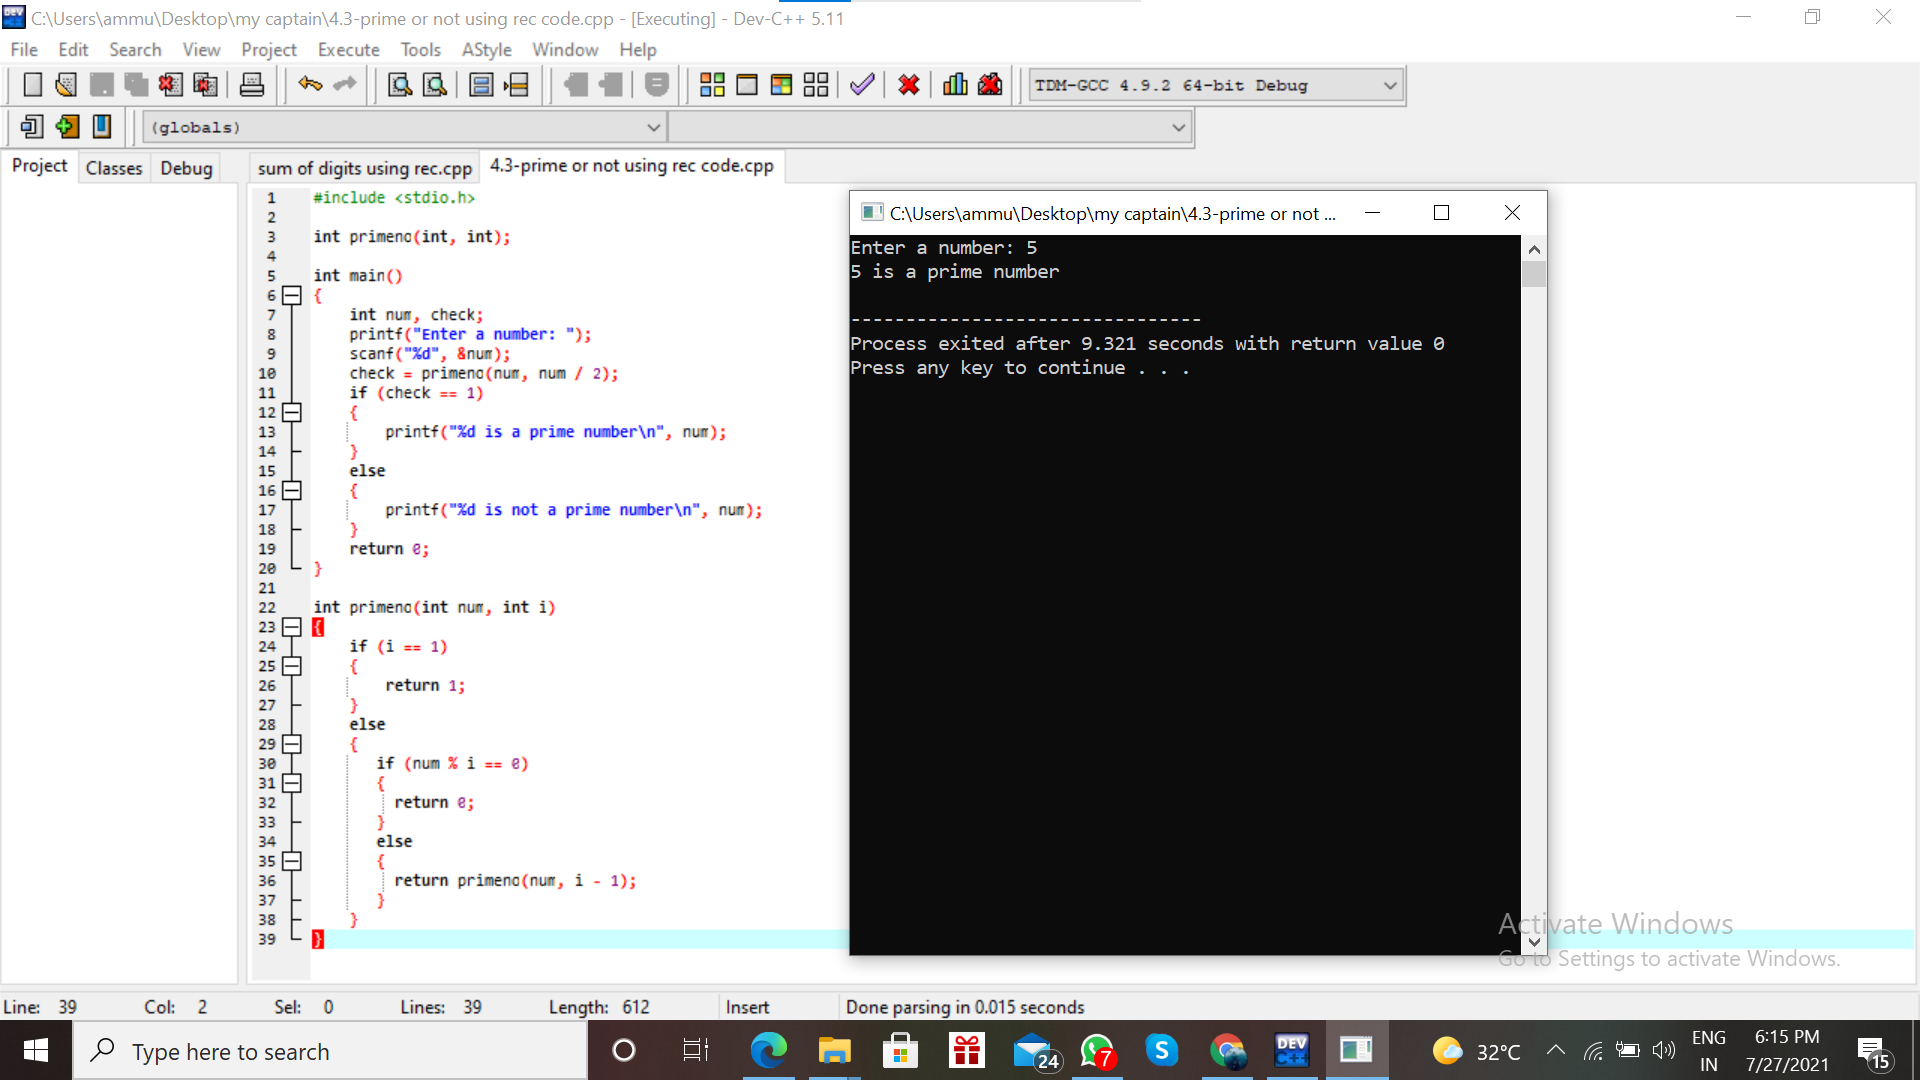 C:\Users\ammu\Desktop\my captain\4.3-prime or not using rec code.cpp - [Executing] - Dev-C++ 5.11
File Edit Search View Project Execute Tools AStyle Window Help
TDM-GCC 4.9.2 64-bit Debug
(globals)
Project Classes Debug
sum of digits using rec.cpp 4.3-prime or not using rec code.cpp
1 #include <stdio.h>
2
3 int primeno(int, int);
4
5 int main()
6 {
7 int num, check;
8 printf("Enter a number: ");
9 scanf("%d", &num);
10 check = primeno(num, num / 2);
11 if (check == 1)
12 {
13 printf("%d is a prime number\n", num);
14 }
15 else
16 {
17 printf("%d is not a prime number\n", num);
18 }
19 return 0;
20 }
21
22 int primeno(int num, int i)
23 {
24 if (i == 1)
25 {
26 return 1;
27 }
28 else
29 {
30 if (num % i == 0)
31 {
32 return 0;
33 }
34 else
35 {
36 return primeno(num, i - 1);
37 }
38 }
39 }
C:\Users\ammu\Desktop\my captain\4.3-prime or not ...
Enter a number: 5
5 is a prime number
--------------------------------
Process exited after 9.321 seconds with return value 0
Press any key to continue . . .
Activate Windows
Go to Settings to activate Windows.
Line: 39 Col: 2 Sel: 0 Lines: 39 Length: 612 Insert Done parsing in 0.015 seconds
Type here to search
24
7
S
DEV
C++
32°C
ENG
IN
6:15 PM
7/27/2021
15